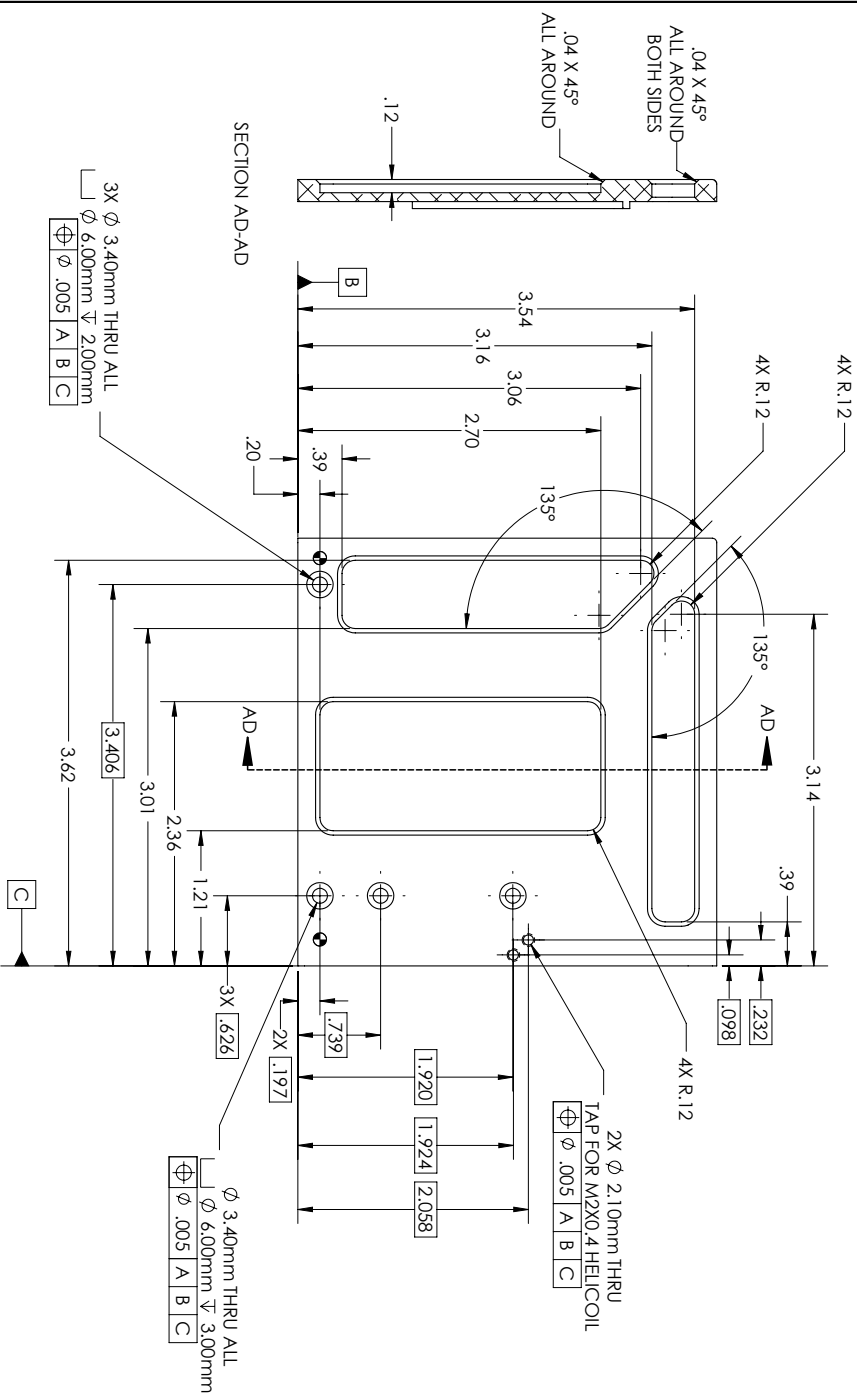 .04 X 45°
ALL AROUND
BOTH SIDES
.04 X 45°
ALL AROUND
.12
SECTION AD-AD
B
3.54
3.16
3.06
2.70
.39
.20
4X R.12
4X R.12
135°
135°
AD
AD
3.14
.39
.232
.098
3X ⌀ 3.40mm THRU ALL
⌴ ⌀ 6.00mm ↧ 2.00mm
⌖ ⌀ .005 A B C
3.62
3.406
3.01
2.36
1.21
C
3X .626
2X .197
.739
1.920
1.924
2.058
4X R.12
2X ⌀ 2.10mm THRU
TAP FOR M2X0.4 HELICOIL
⌖ ⌀ .005 A B C
⌀ 3.40mm THRU ALL
⌴ ⌀ 6.00mm ↧ 3.00mm
⌖ ⌀ .005 A B C